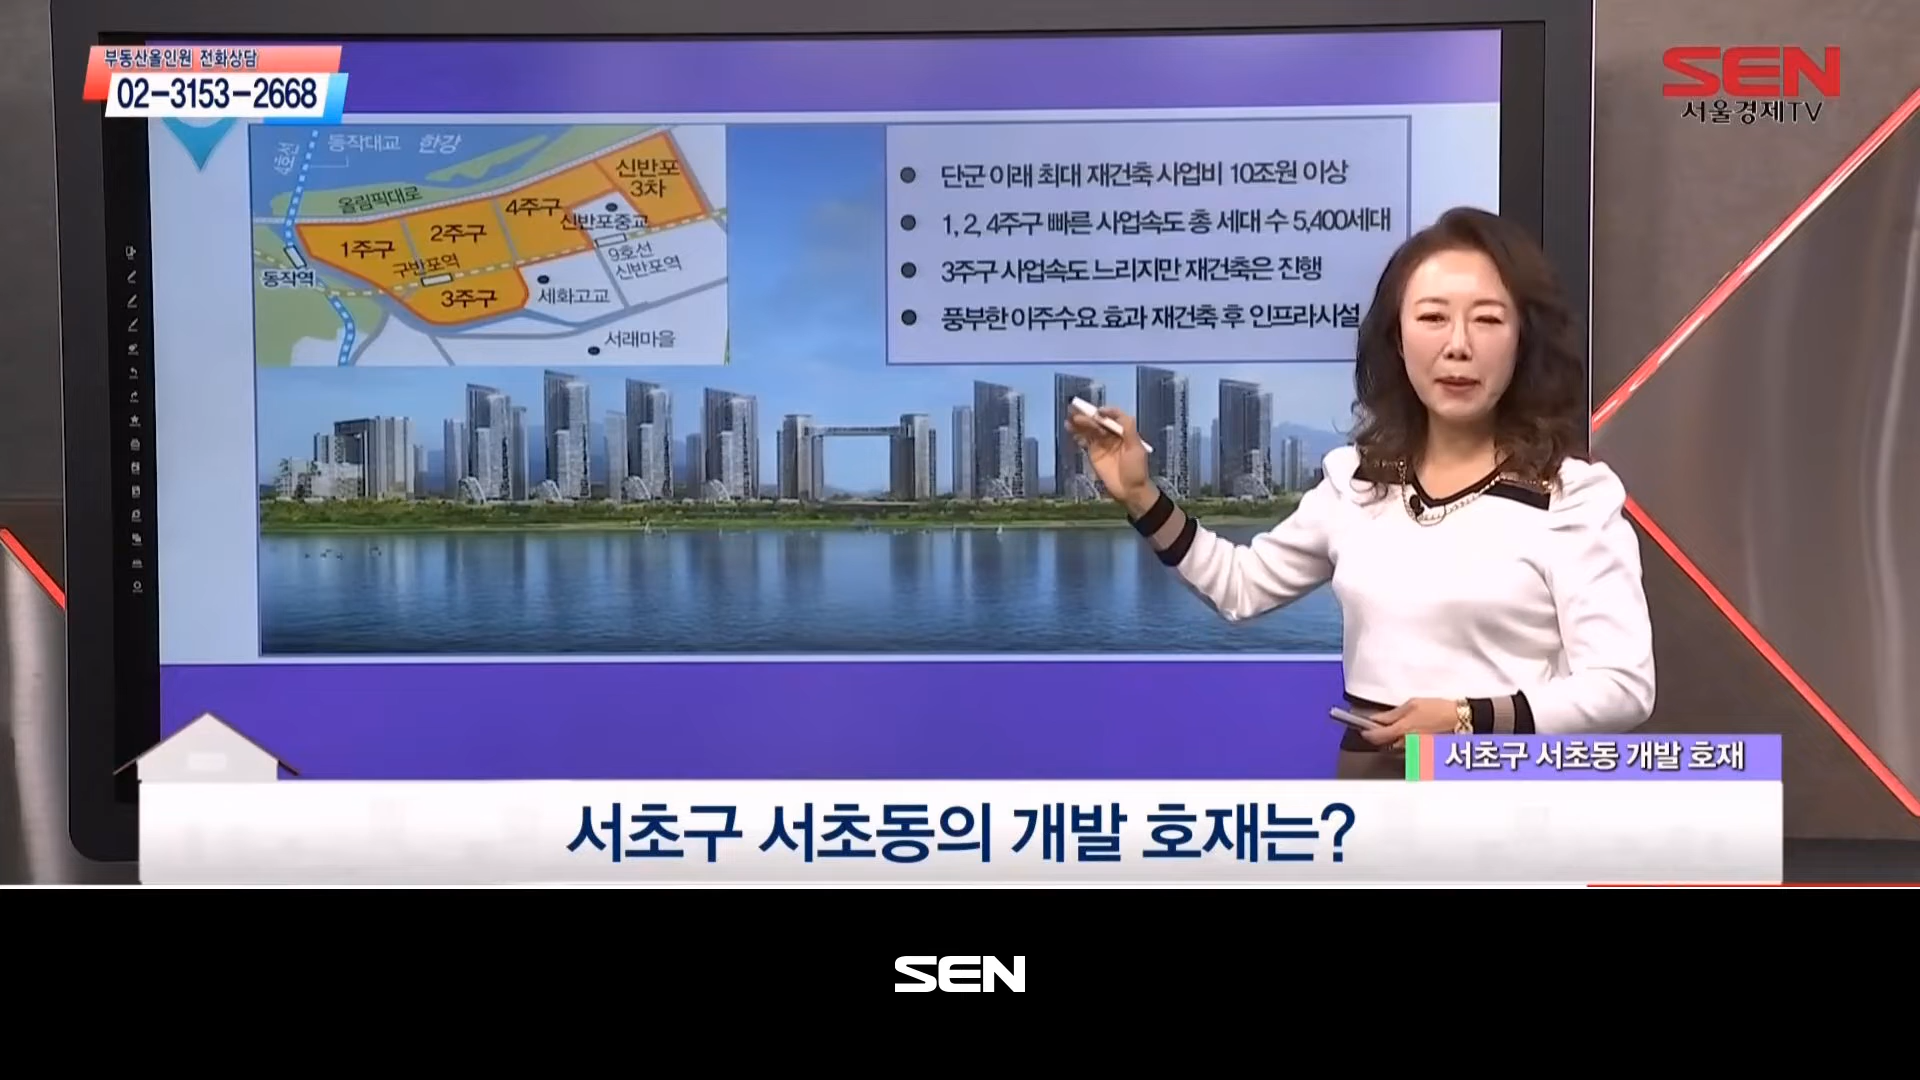 부동산올인원 전화상담
02-3153-2668
SEN
서울경제TV
4호선
동작대교
한강
올림픽대로
신반포
3차
4주구
신반포중교
2주구
1주구
9호선
신반포역
구반포역
동작역
3주구
세화고교
서래마을
단군 이래 최대 재건축 사업비 10조원 이상
1, 2, 4주구 빠른 사업속도 총 세대 수 5,400세대
3주구 사업속도 느리지만 재건축은 진행
풍부한 이주수요 효과 재건축 후 인프라시설
서초구 서초동 개발 호재
서초구 서초동의 개발 호재는?
SEN